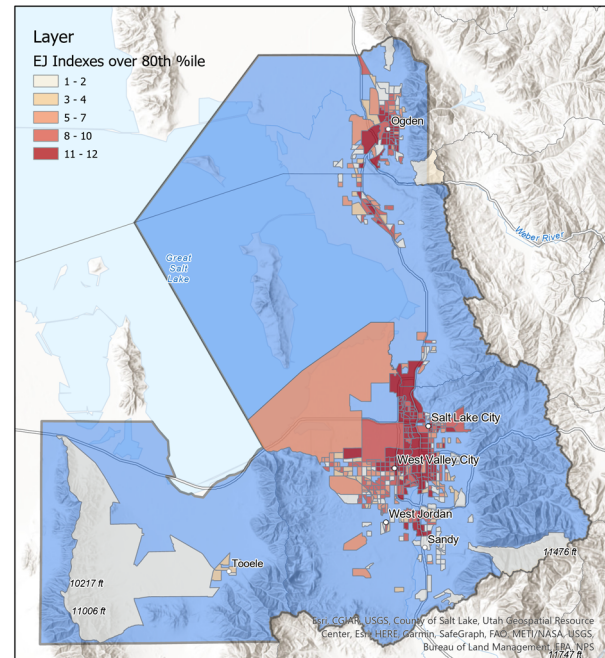 Layer
EJ Indexes over 80th %ile
1 - 2
3 - 4
5 - 7
8 - 10
11 - 12
Ogden
Weber River
Great
Salt
Lake
Salt Lake City
West Valley City
West Jordan
Sandy
Tooele
11476 ft
10217 ft
11006 ft
Esri, CGIAR, USGS, County of Salt Lake, Utah Geospatial Resource
Center, Esri, HERE, Garmin, SafeGraph, FAO, METI/NASA, USGS,
Bureau of Land Management, EPA, NPS
11747 ft